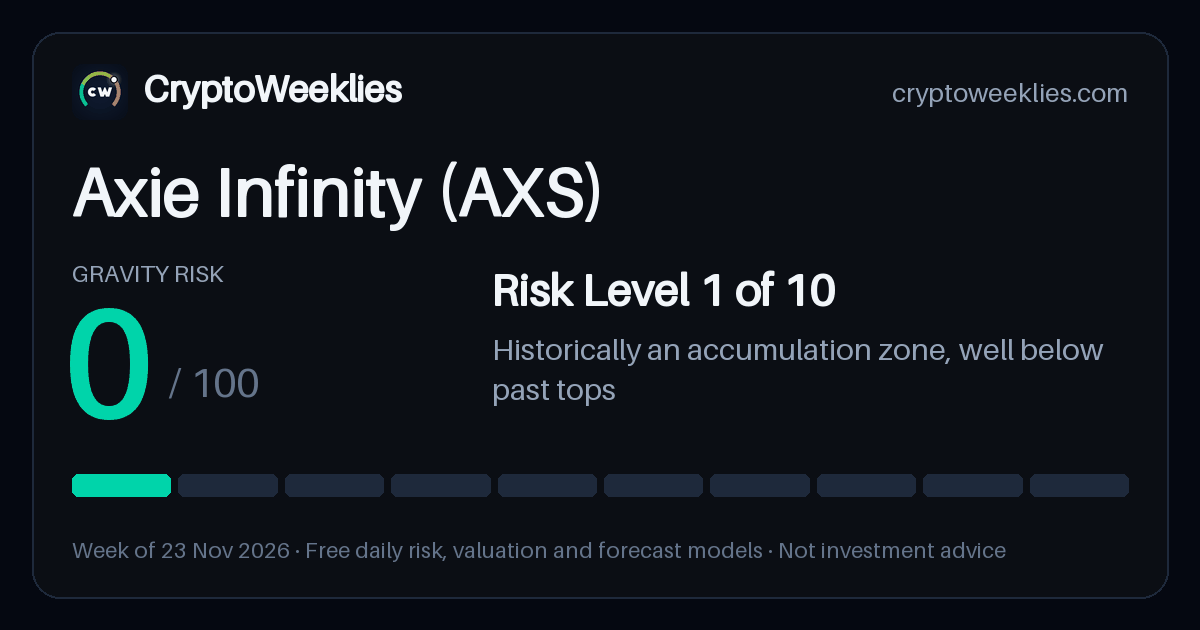 CW
CryptoWeeklies
cryptoweeklies.com
Axie Infinity (AXS)
GRAVITY RISK
0 / 100
Risk Level 1 of 10
Historically an accumulation zone, well below
past tops
Week of 23 Nov 2026 · Free daily risk, valuation and forecast models · Not investment advice